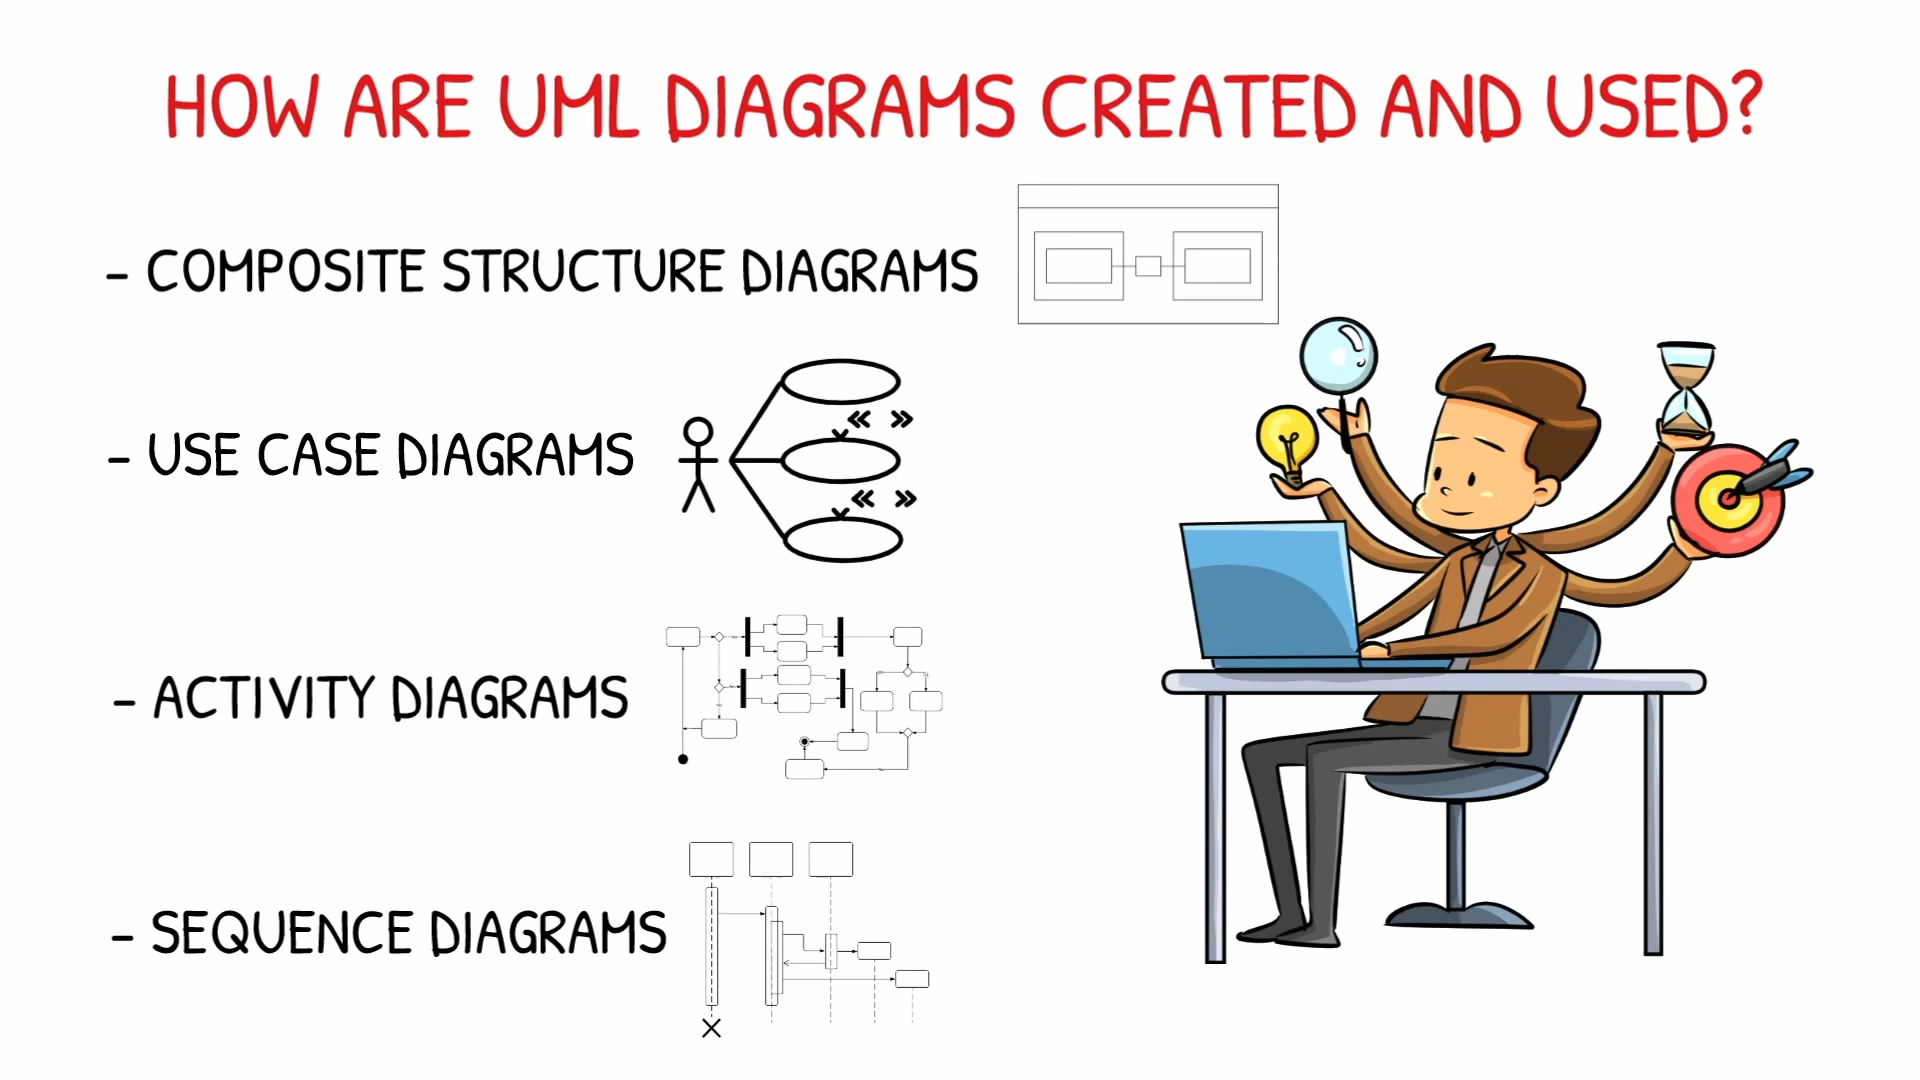 HOW ARE UML DIAGRAMS CREATED AND USED?
- COMPOSITE STRUCTURE DIAGRAMS
- USE CASE DIAGRAMS
« »
« »
- ACTIVITY DIAGRAMS
- SEQUENCE DIAGRAMS